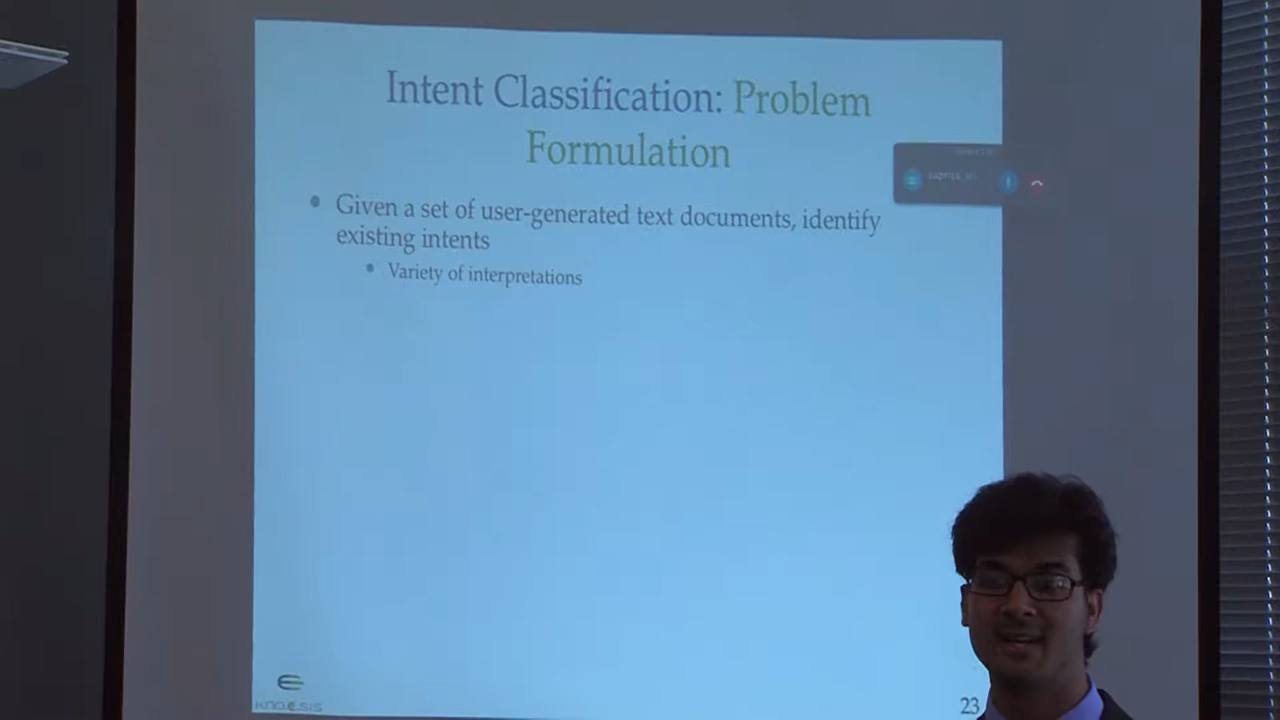 Intent Classification: Problem
Formulation
• Given a set of user-generated text documents, identify
existing intents
• Variety of interpretations
KNO.E.SIS
23